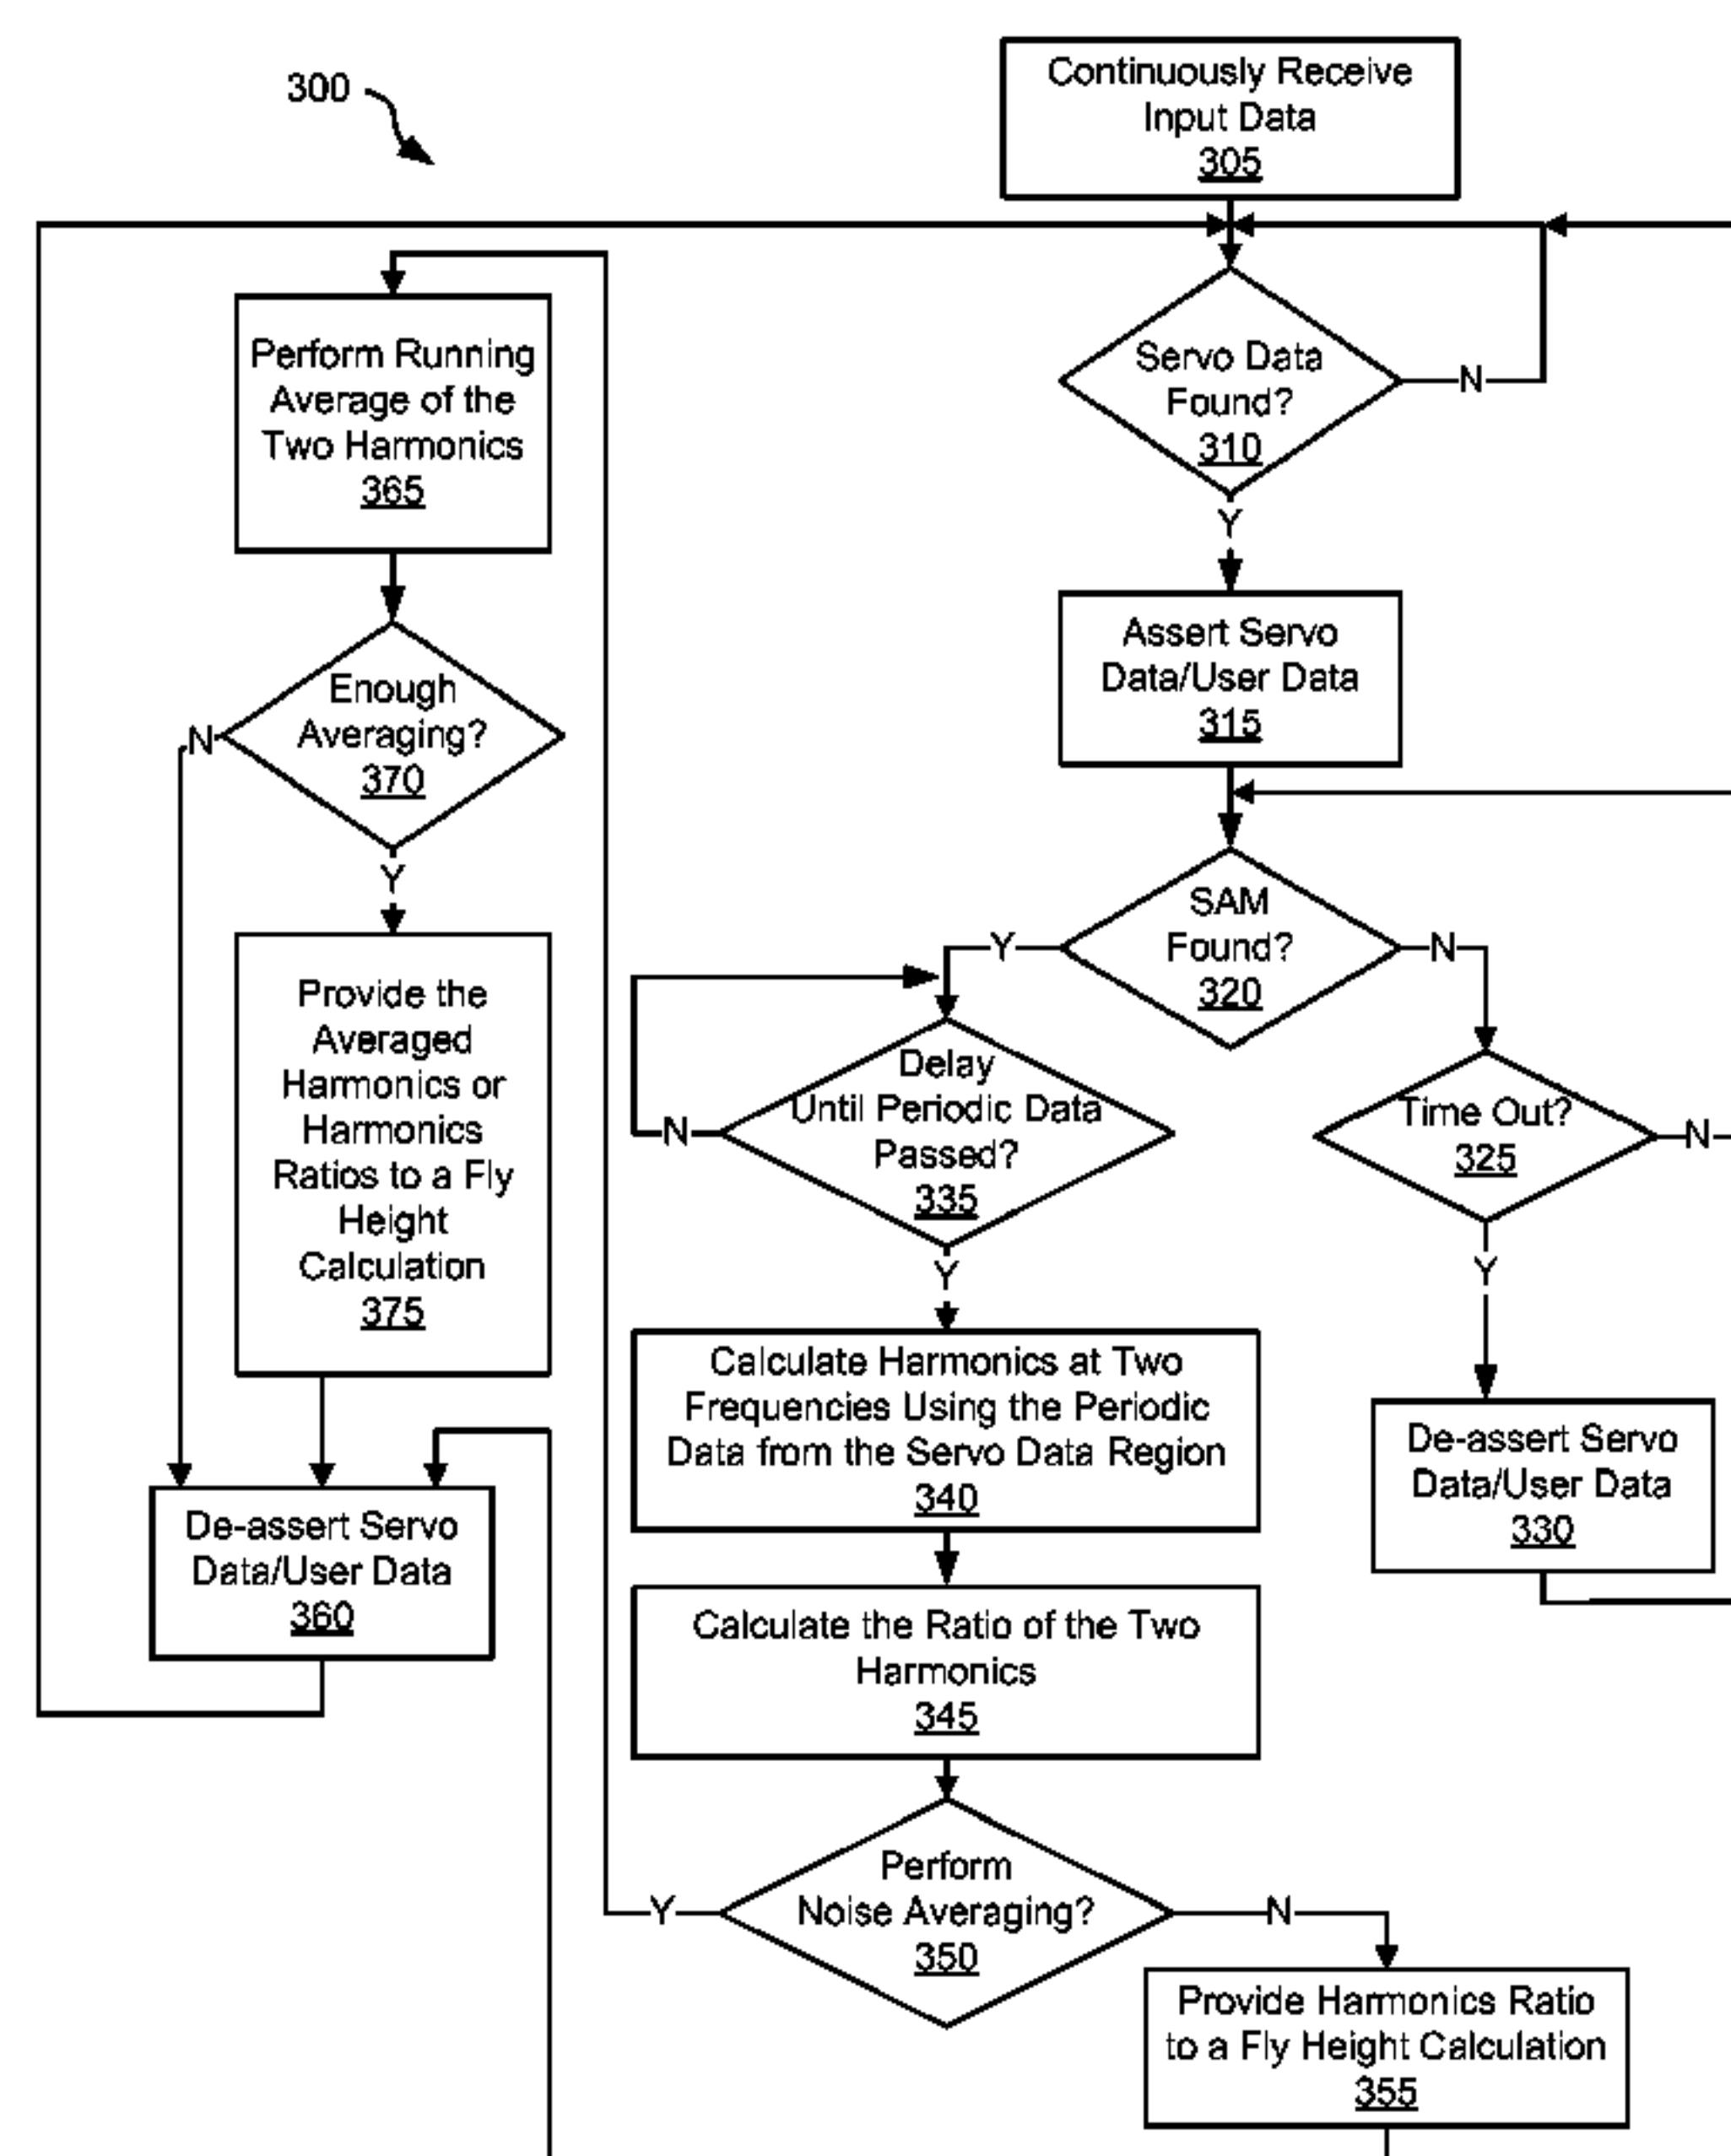 300
Continuously Receive
Input Data
305
Servo Data
Found?
310
N
Y
Assert Servo
Data/User Data
315
SAM
Found?
320
Y
N
Time Out?
325
N
Y
De-assert Servo
Data/User Data
330
Delay
Until Periodic Data
Passed?
335
N
Y
Calculate Harmonics at Two
Frequencies Using the Periodic
Data from the Servo Data Region
340
Calculate the Ratio of the Two
Harmonics
345
Perform
Noise Averaging?
350
Y
N
Provide Harmonics Ratio
to a Fly Height Calculation
355
Perform Running
Average of the
Two Harmonics
365
Enough
Averaging?
370
N
Y
Provide the
Averaged
Harmonics or
Harmonics
Ratios to a Fly
Height
Calculation
375
De-assert Servo
Data/User Data
360